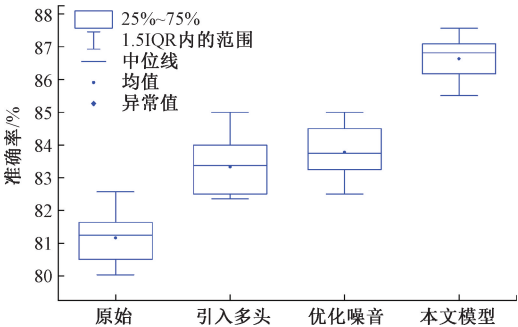 88
87
86
85
84
83
82
81
80
准确率/%
25%~75%
1.5IQR内的范围
中位线
均值
异常值
原始
引入多头
优化噪音
本文模型